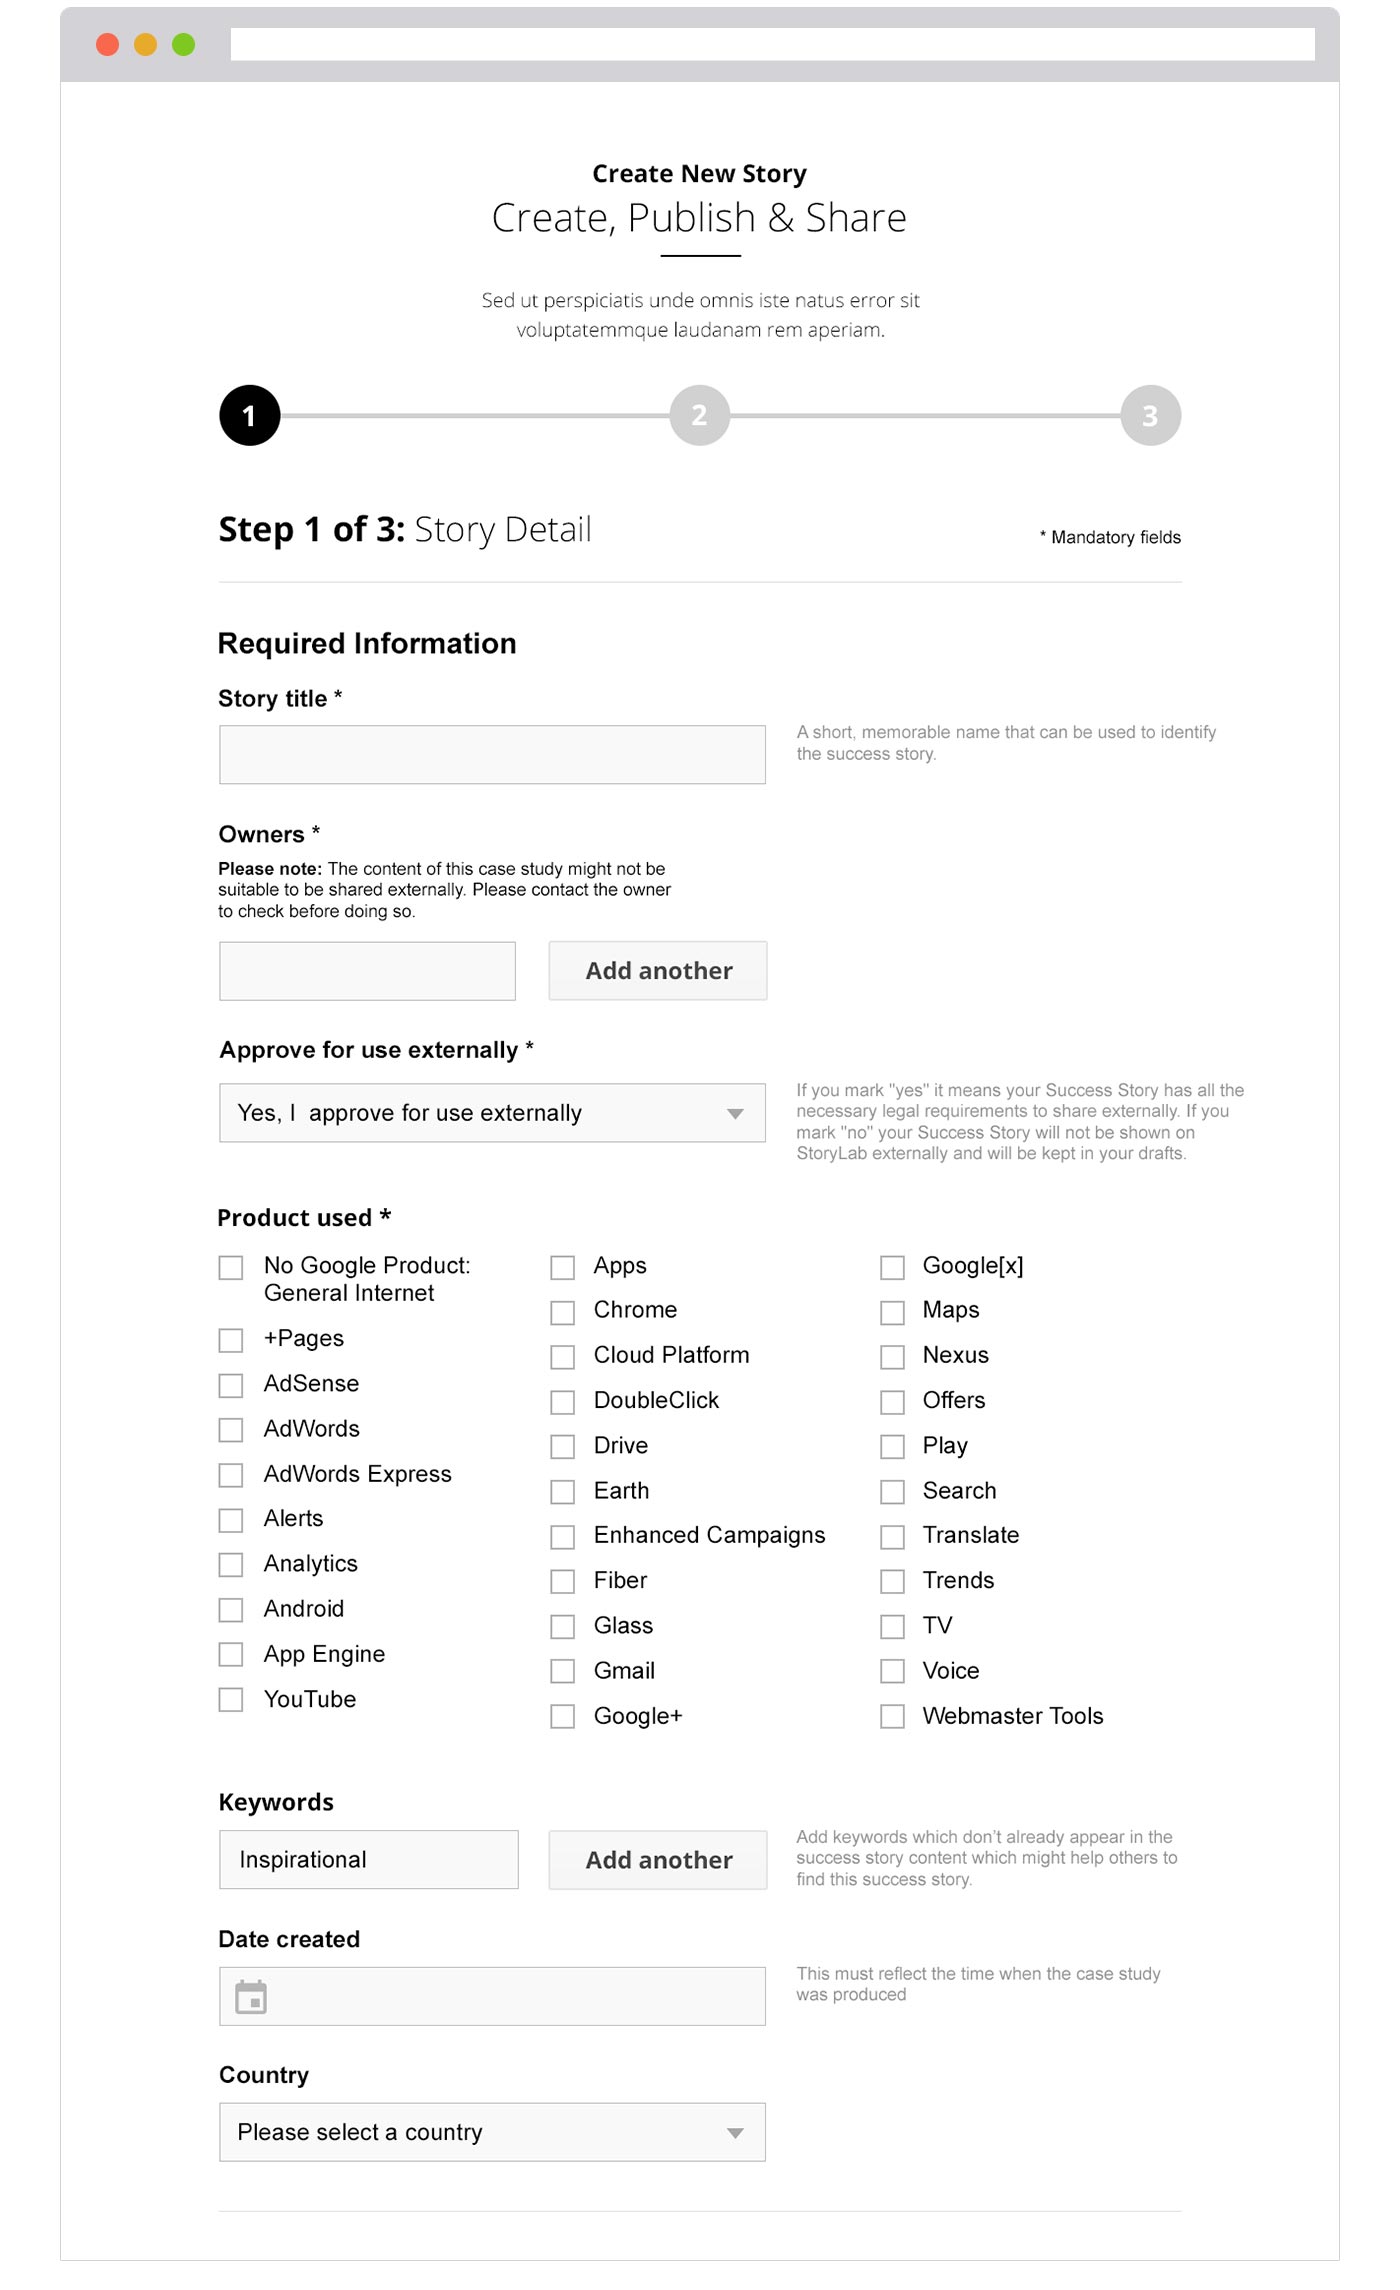 Create New Story
Create, Publish & Share
Sed ut perspiciatis unde omnis iste natus error sit
voluptatemmque laudanam rem aperiam.
1
2
3
Step 1 of 3: Story Detail
* Mandatory fields
Required Information
Story title *
A short, memorable name that can be used to identify
the success story.
Owners *
Please note: The content of this case study might not be
suitable to be shared externally. Please contact the owner
to check before doing so.
Add another
Approve for use externally *
Yes, I  approve for use externally
If you mark "yes" it means your Success Story has all the
necessary legal requirements to share externally. If you
mark "no" your Success Story will not be shown on
StoryLab externally and will be kept in your drafts.
Product used *
No Google Product:
General Internet
+Pages
AdSense
AdWords
AdWords Express
Alerts
Analytics
Android
App Engine
YouTube
Apps
Chrome
Cloud Platform
DoubleClick
Drive
Earth
Enhanced Campaigns
Fiber
Glass
Gmail
Google+
Google[x]
Maps
Nexus
Offers
Play
Search
Translate
Trends
TV
Voice
Webmaster Tools
Keywords
Inspirational
Add another
Add keywords which don’t already appear in the
success story content which might help others to
find this success story.
Date created
This must reflect the time when the case study
was produced
Country
Please select a country